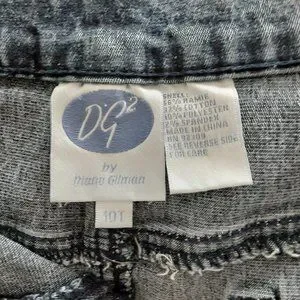 DG2
by
Diane Gilman
10T
SHELL:
56% RAMIE
32% COTTON
10% POLYESTER
2% SPANDEX
MADE IN CHINA
SEE REVERSE SIDE
FOR CARE